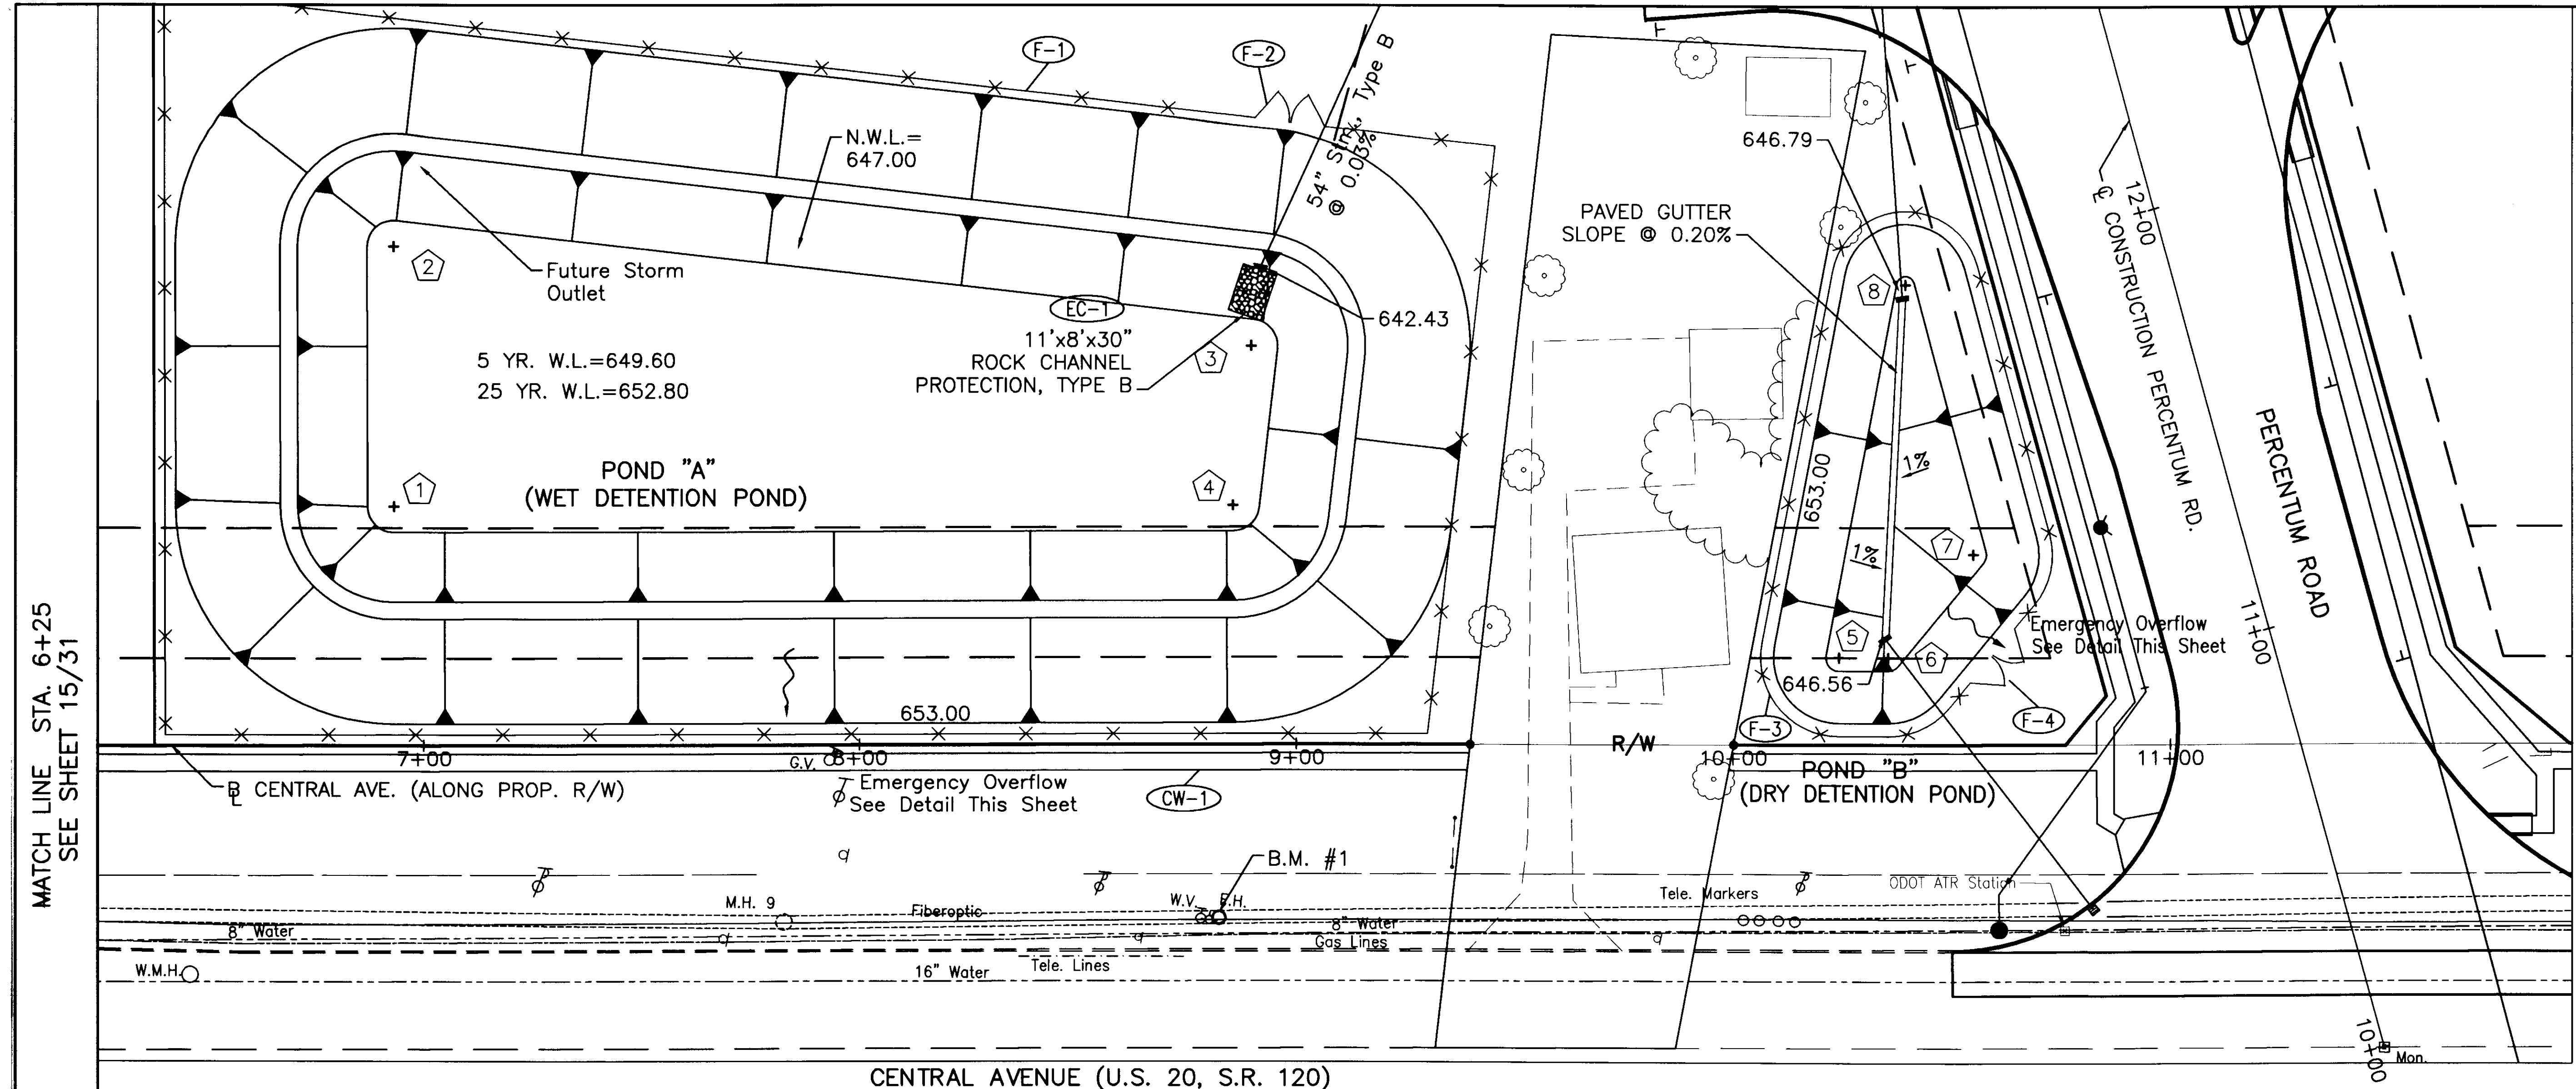 MATCH LINE STA. 6+25
SEE SHEET 15/31
F-1
F-2
54" Stm., Type B
@ 0.03%
N.W.L.=
647.00
Future Storm
Outlet
2
EC-1
11'x8'x30"
ROCK CHANNEL
PROTECTION, TYPE B
642.43
3
5 YR. W.L.=649.60
25 YR. W.L.=652.80
1
POND "A"
(WET DETENTION POND)
4
653.00
7+00
G.V.
8+00
9+00
R/W
10+00
11+00
B CENTRAL AVE. (ALONG PROP. R/W)
Emergency Overflow
See Detail This Sheet
CW-1
646.79
PAVED GUTTER
SLOPE @ 0.20%
8
653.00
1%
1%
7
5
6
646.56
Emergency Overflow
See Detail This Sheet
F-3
F-4
POND "B"
(DRY DETENTION POND)
12+00
℄ CONSTRUCTION PERCENTUM RD.
PERCENTUM ROAD
11+00
10+00
Mon.
B.M. #1
M.H. 9
Fiberoptic
W.V.
F.H.
Tele. Markers
ODOT ATR Station
8" Water
8" Water
Gas Lines
W.M.H.
16" Water
Tele. Lines
CENTRAL AVENUE (U.S. 20, S.R. 120)